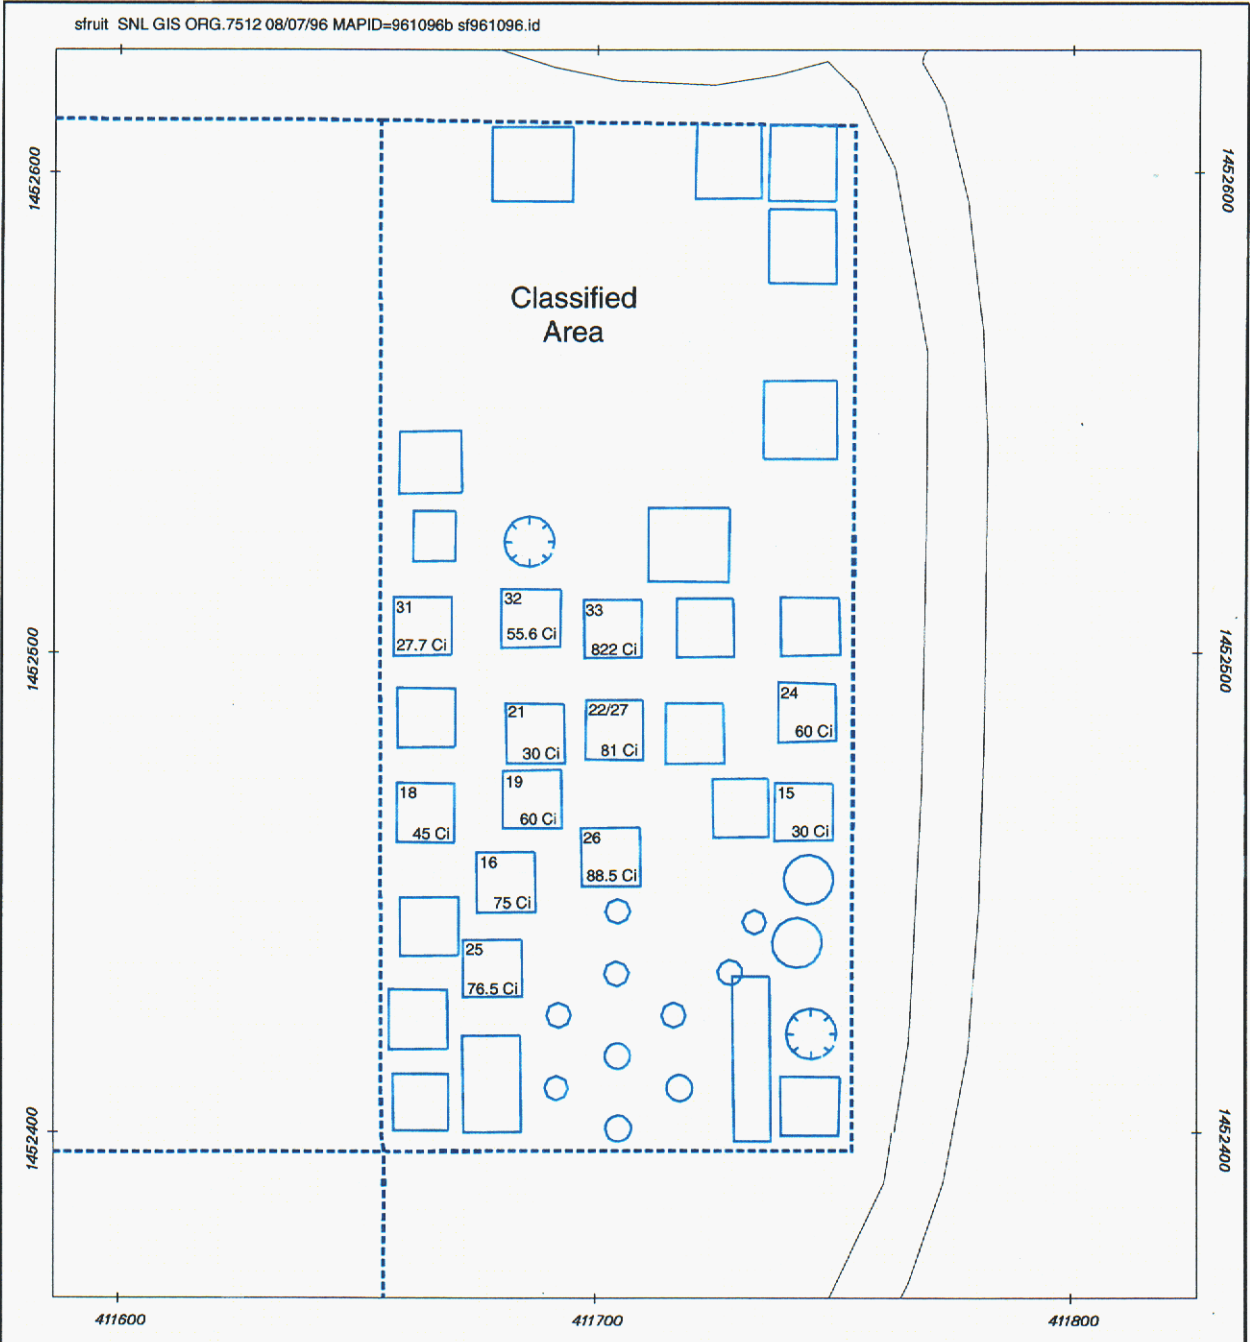 sfruit SNL GIS ORG.7512 08/07/96 MAPID=961096b sf961096.id
1452600
1452600
Classified
Area
31
27.7 Ci
32
55.6 Ci
33
822 Ci
1452500
1452500
21
30 Ci
22/27
81 Ci
24
60 Ci
18
45 Ci
19
60 Ci
15
30 Ci
26
88.5 Ci
16
75 Ci
25
76.5 Ci
1452400
1452400
411600
411700
411800